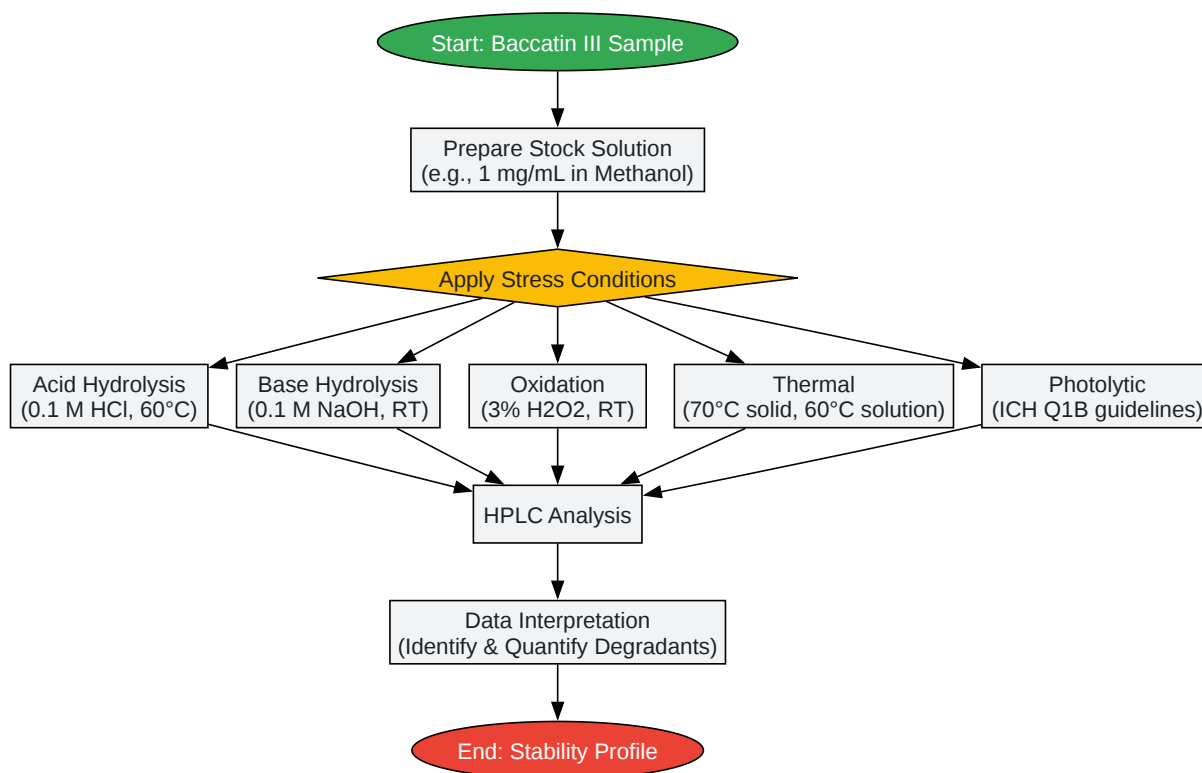 Start: Baccatin III Sample
Prepare Stock Solution
(e.g., 1 mg/mL in Methanol)
Apply Stress Conditions
Acid Hydrolysis
(0.1 M HCl, 60°C)
Base Hydrolysis
(0.1 M NaOH, RT)
Oxidation
(3% H2O2, RT)
Thermal
(70°C solid, 60°C solution)
Photolytic
(ICH Q1B guidelines)
HPLC Analysis
Data Interpretation
(Identify & Quantify Degradants)
End: Stability Profile